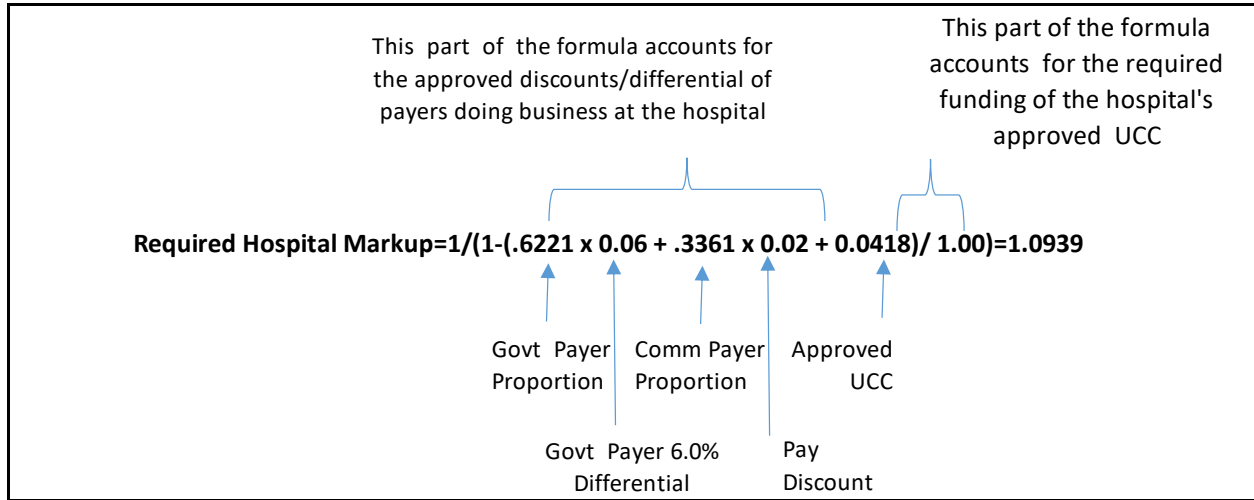 This part of the formula accounts for
the approved discounts/differential of
payers doing business at the hospital
This part of the formula
accounts for the required
funding of the hospital's
approved UCC
Required Hospital Markup=1/(1-(.6221 x 0.06 + .3361 x 0.02 + 0.0418)/ 1.00)=1.0939
Govt Payer
Proportion
Comm Payer
Proportion
Approved
UCC
Govt Payer 6.0%
Differential
Pay
Discount